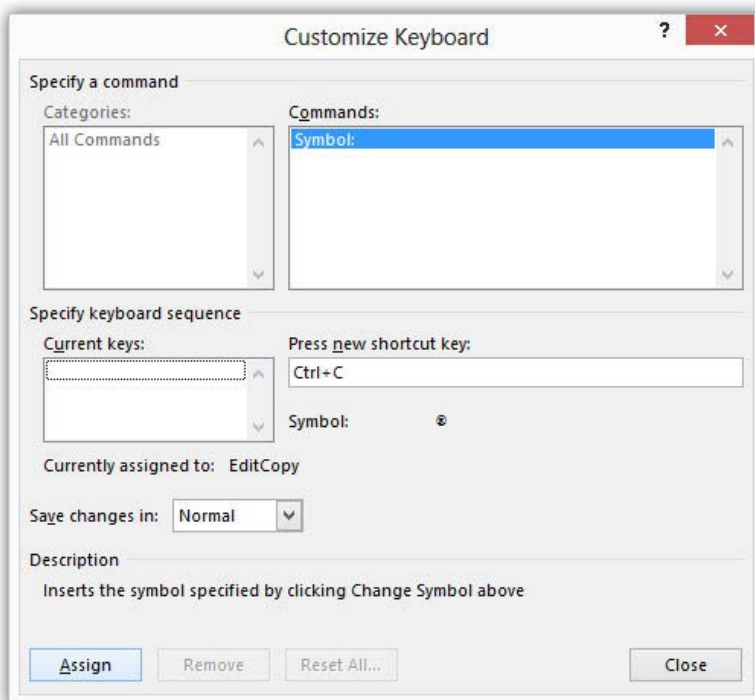 Customize Keyboard
?
×
Specify a command
Categories:
Commands:
All Commands
Symbol:
Specify keyboard sequence
Current keys:
Press new shortcut key:
Ctrl+C
Symbol:
Currently assigned to: EditCopy
Save changes in: Normal
Description
Inserts the symbol specified by clicking Change Symbol above
Assign Remove Reset All... Close